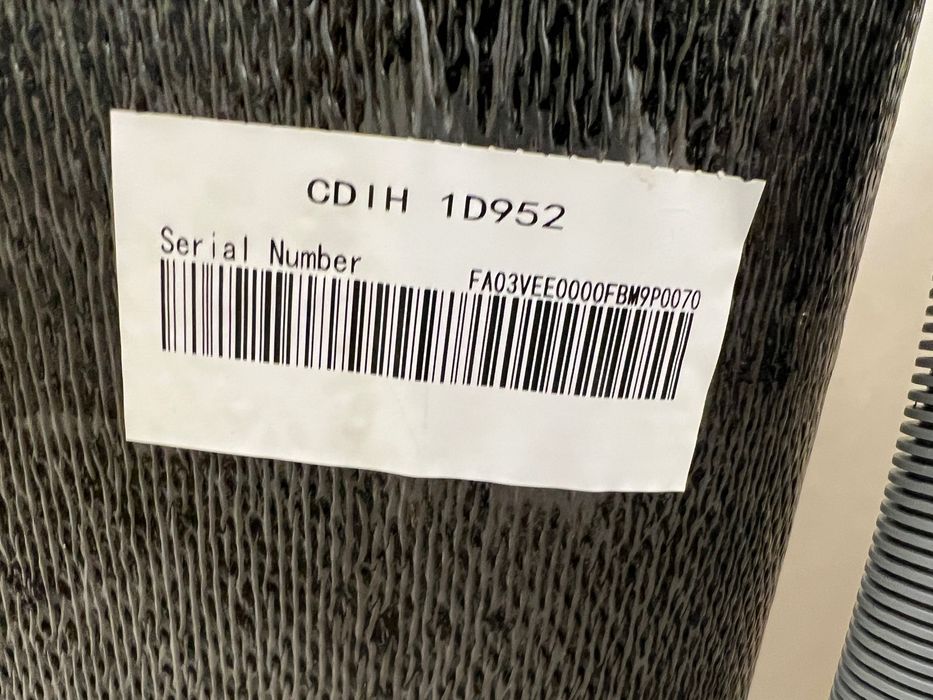 CDIH 1D952
Serial Number
FA03VEE0000FBM9P0070